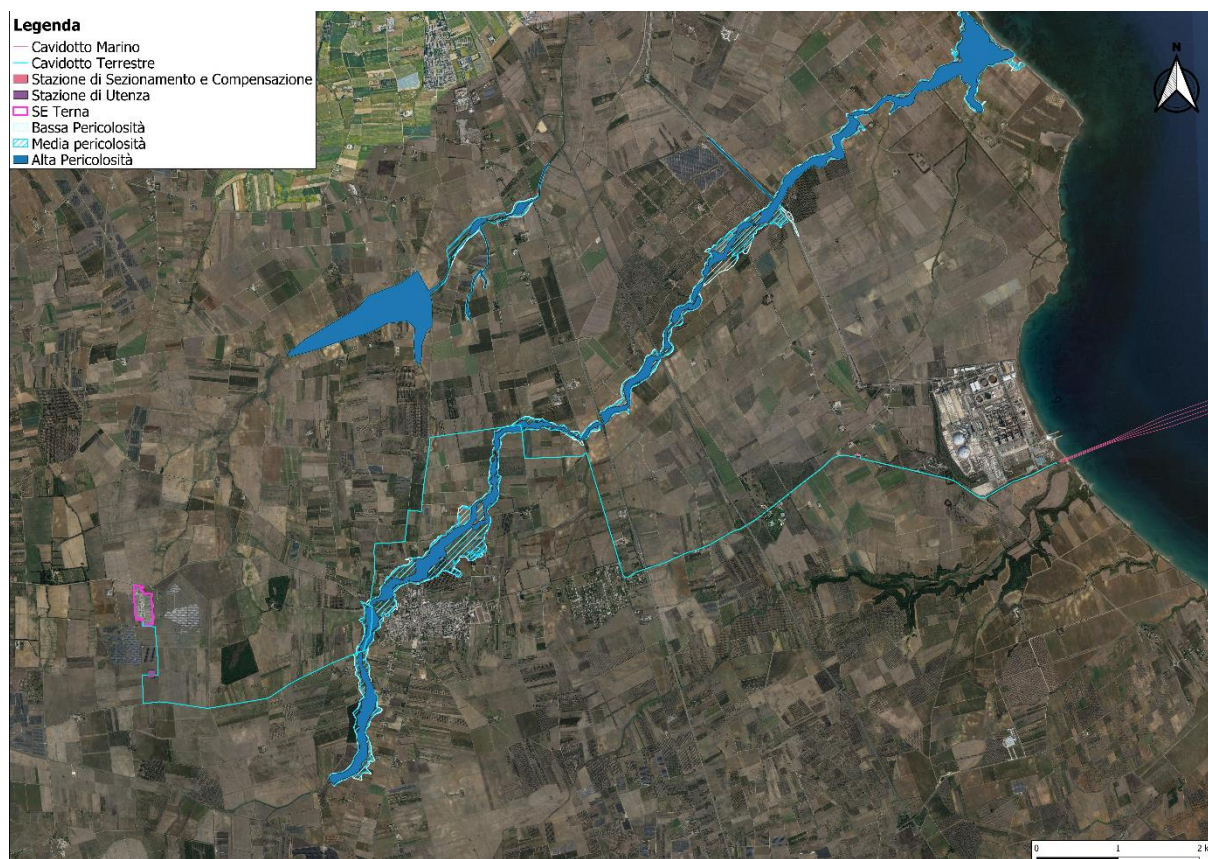 Legenda
Cavidotto Marino
Cavidotto Terrestre
Stazione di Sezionamento e Compensazione
Stazione di Utenza
SE Terna
Bassa Pericolosità
Media pericolosità
Alta Pericolosità
N
0 1 2 k